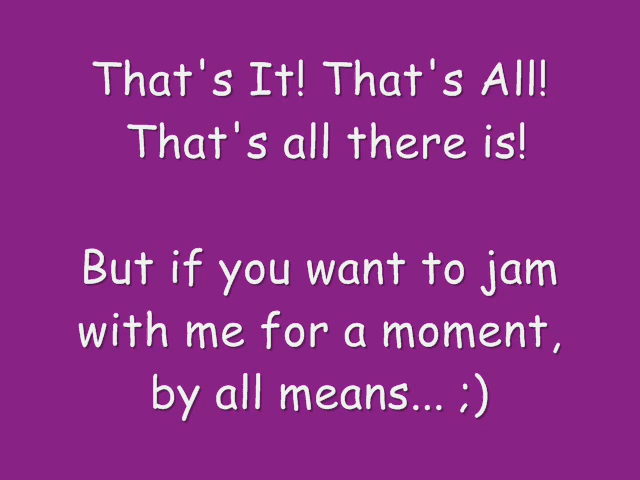 That's It! That's All!
That's all there is!
But if you want to jam
with me for a moment,
by all means... ;)